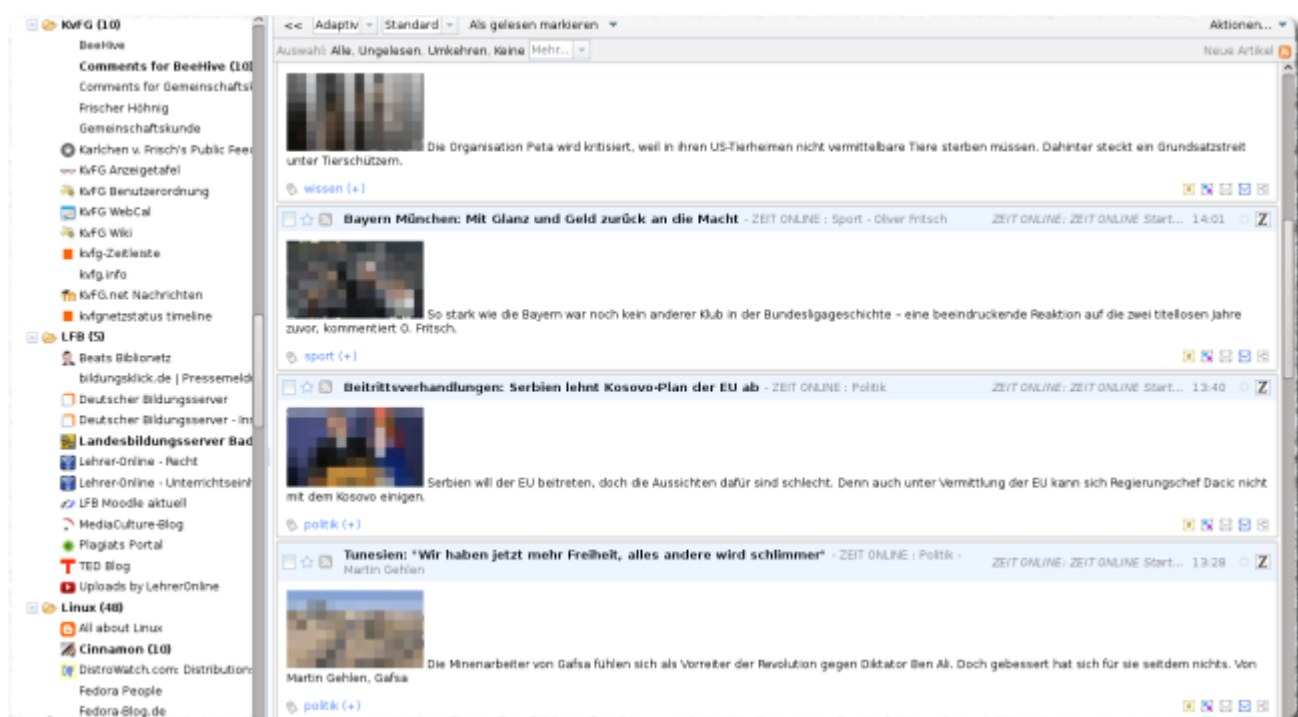 KvFG (10)
BeeHive
Comments for BeeHive (10)
Comments for Gemeinschafts
Frischer Höhnig
Gemeinschaftskunde
Karlchen v. Frisch's Public Fee
KvFG Anzeigetafel
KvFG Benutzerordnung
KvFG WebCal
KvFG Wiki
kvfg-Zeitleiste
kvfg.info
KvFG.net Nachrichten
kvfgnetzstatus timeline
LFB (5)
Beats Biblionetz
bildungsklick.de | Pressemeld
Deutscher Bildungsserver
Deutscher Bildungsserver - In
Landesbildungsserver Bad
Lehrer-Online - Recht
Lehrer-Online - Unterrichtsein
LFB Moodle aktuell
MediaCulture-Blog
Plagiats Portal
TED Blog
Uploads by LehrerOnline
Linux (48)
All about Linux
Cinnamon (10)
DistroWatch.com: Distribution
Fedora People
Fedora-Blog.de
<< Adaptiv Standard Als gelesen markieren Aktionen...
Auswahl: Alle, Ungelesen, Umkehren, Keine Mehr... Neue Artikel
Die Organisation Peta wird kritisiert, weil in ihren US-Tierheimen nicht vermittelbare Tiere sterben müssen. Dahinter steckt ein Grundsatzstreit
unter Tierschützern.
wissen (+)
Bayern München: Mit Glanz und Geld zurück an die Macht - ZEIT ONLINE : Sport - Oliver Fritsch ZEIT ONLINE: ZEIT ONLINE Start... 14:01 Z
So stark wie die Bayern war noch kein anderer Klub in der Bundesligageschichte – eine beeindruckende Reaktion auf die zwei titellosen Jahre
zuvor, kommentiert O. Fritsch.
sport (+)
Beitrittsverhandlungen: Serbien lehnt Kosovo-Plan der EU ab - ZEIT ONLINE : Politik ZEIT ONLINE: ZEIT ONLINE Start... 13:40 Z
Serbien will der EU beitreten, doch die Aussichten dafür sind schlecht. Denn auch unter Vermittlung der EU kann sich Regierungschef Dacic nicht
mit dem Kosovo einigen.
politik (+)
Tunesien: "Wir haben jetzt mehr Freiheit, alles andere wird schlimmer" - ZEIT ONLINE : Politik -
Martin Gehlen ZEIT ONLINE: ZEIT ONLINE Start... 13:28 Z
Die Minenarbeiter von Gafsa fühlen sich als Vorreiter der Revolution gegen Diktator Ben Ali. Doch gebessert hat sich für sie seitdem nichts. Von
Martin Gehlen, Gafsa
politik (+)